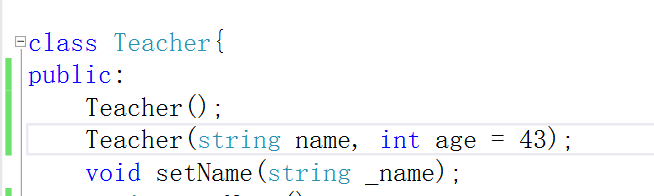 class Teacher{
public:
    Teacher();
    Teacher(string name, int age = 43);
    void setName(string _name);